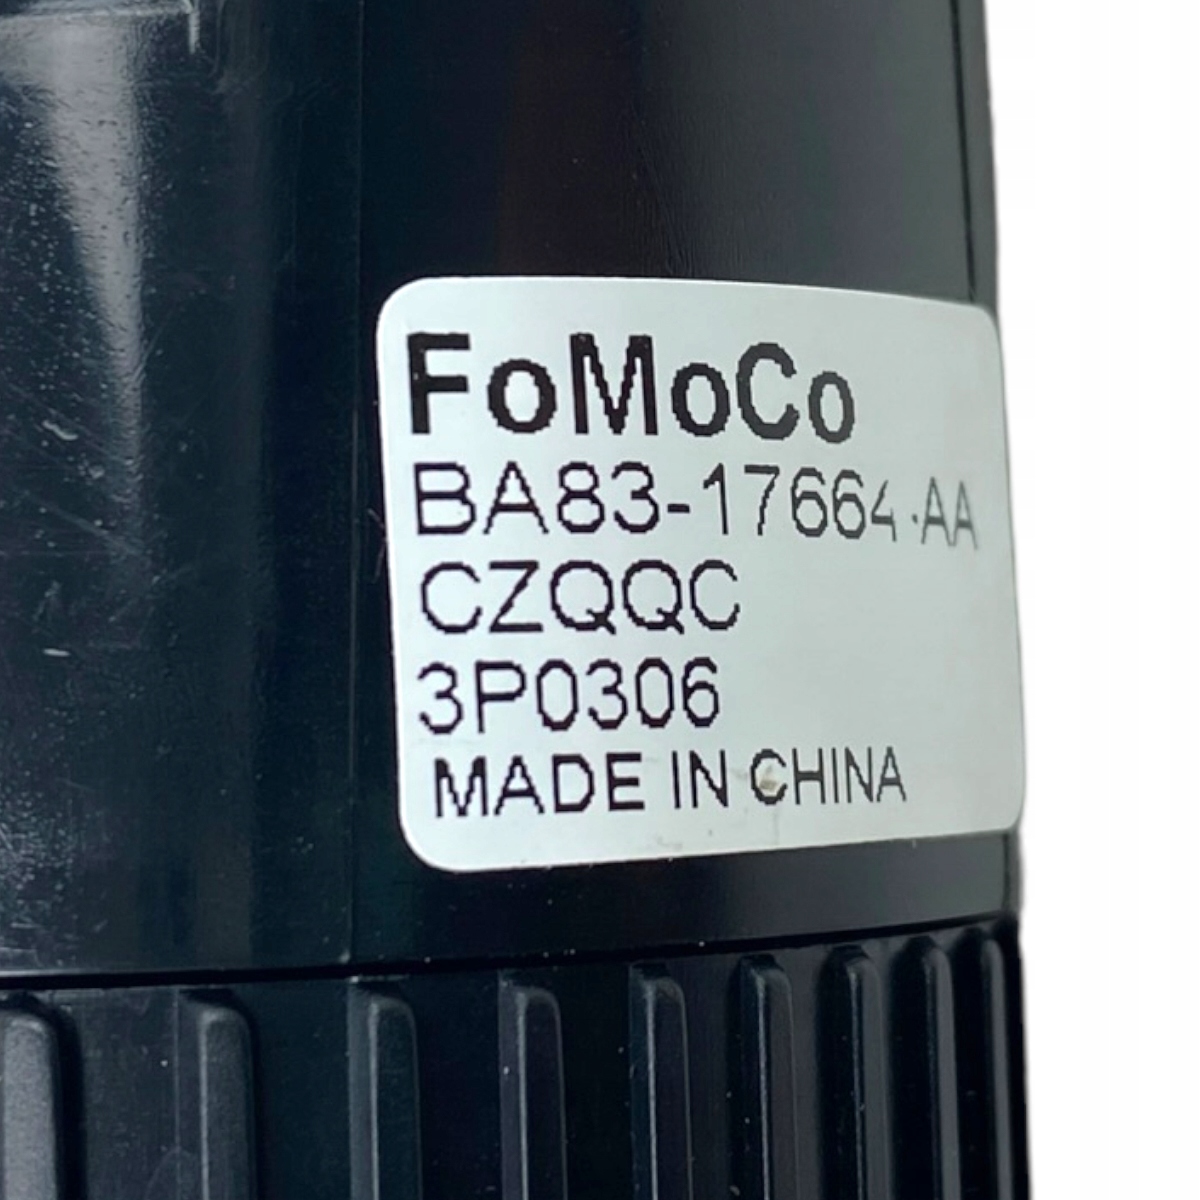 FoMoCo
BA83-17664-AA
CZQQC
3P0306
MADE IN CHINA